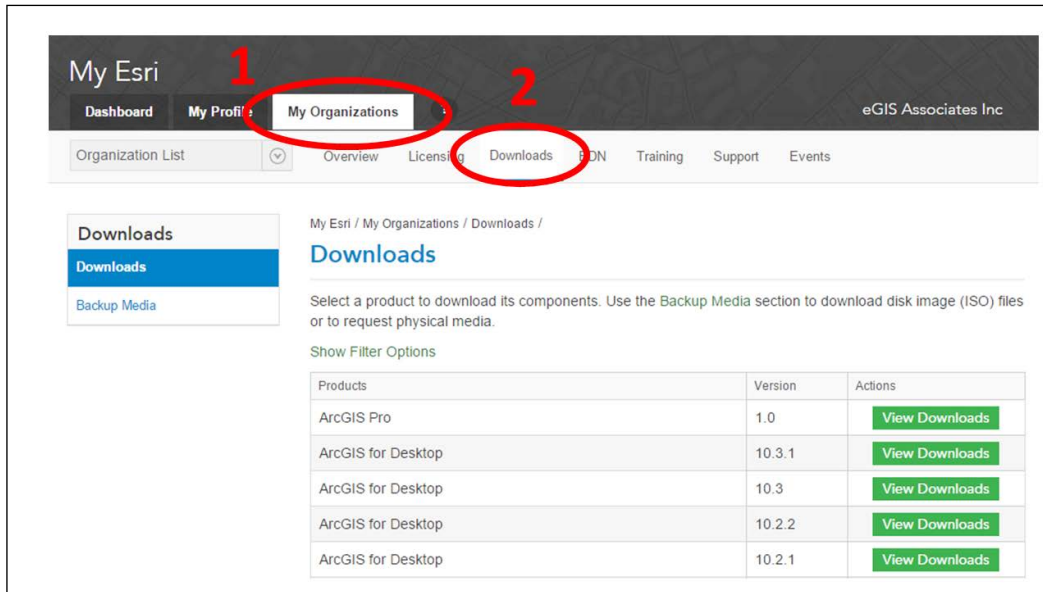 My Esri
1
2
Dashboard My Profile My Organizations
eGIS Associates Inc
Organization List
Overview Licensing Downloads EDN Training Support Events
Downloads
Downloads
Backup Media
My Esri / My Organizations / Downloads /
Downloads
Select a product to download its components. Use the Backup Media section to download disk image (ISO) files
or to request physical media.
Show Filter Options
Products Version Actions
ArcGIS Pro 1.0 View Downloads
ArcGIS for Desktop 10.3.1 View Downloads
ArcGIS for Desktop 10.3 View Downloads
ArcGIS for Desktop 10.2.2 View Downloads
ArcGIS for Desktop 10.2.1 View Downloads